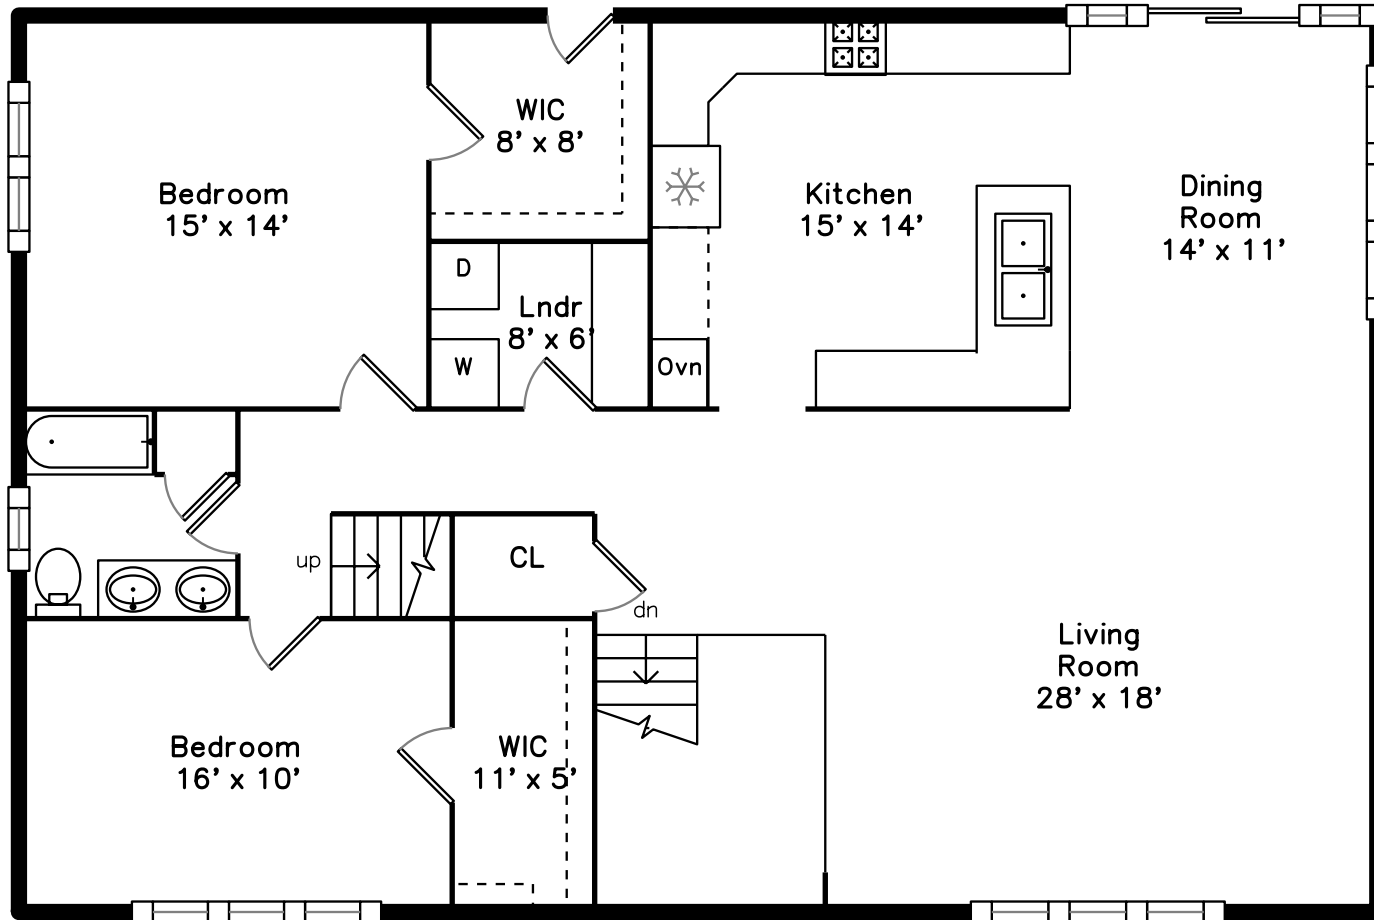 WIC
8' x 8'
Bedroom
15' x 14'
Kitchen
15' x 14'
Dining
Room
14' x 11'
D
Lndr
8' x 6'
W
Ovn
up
CL
dn
Living
Room
28' x 18'
Bedroom
16' x 10'
WIC
11' x 5'